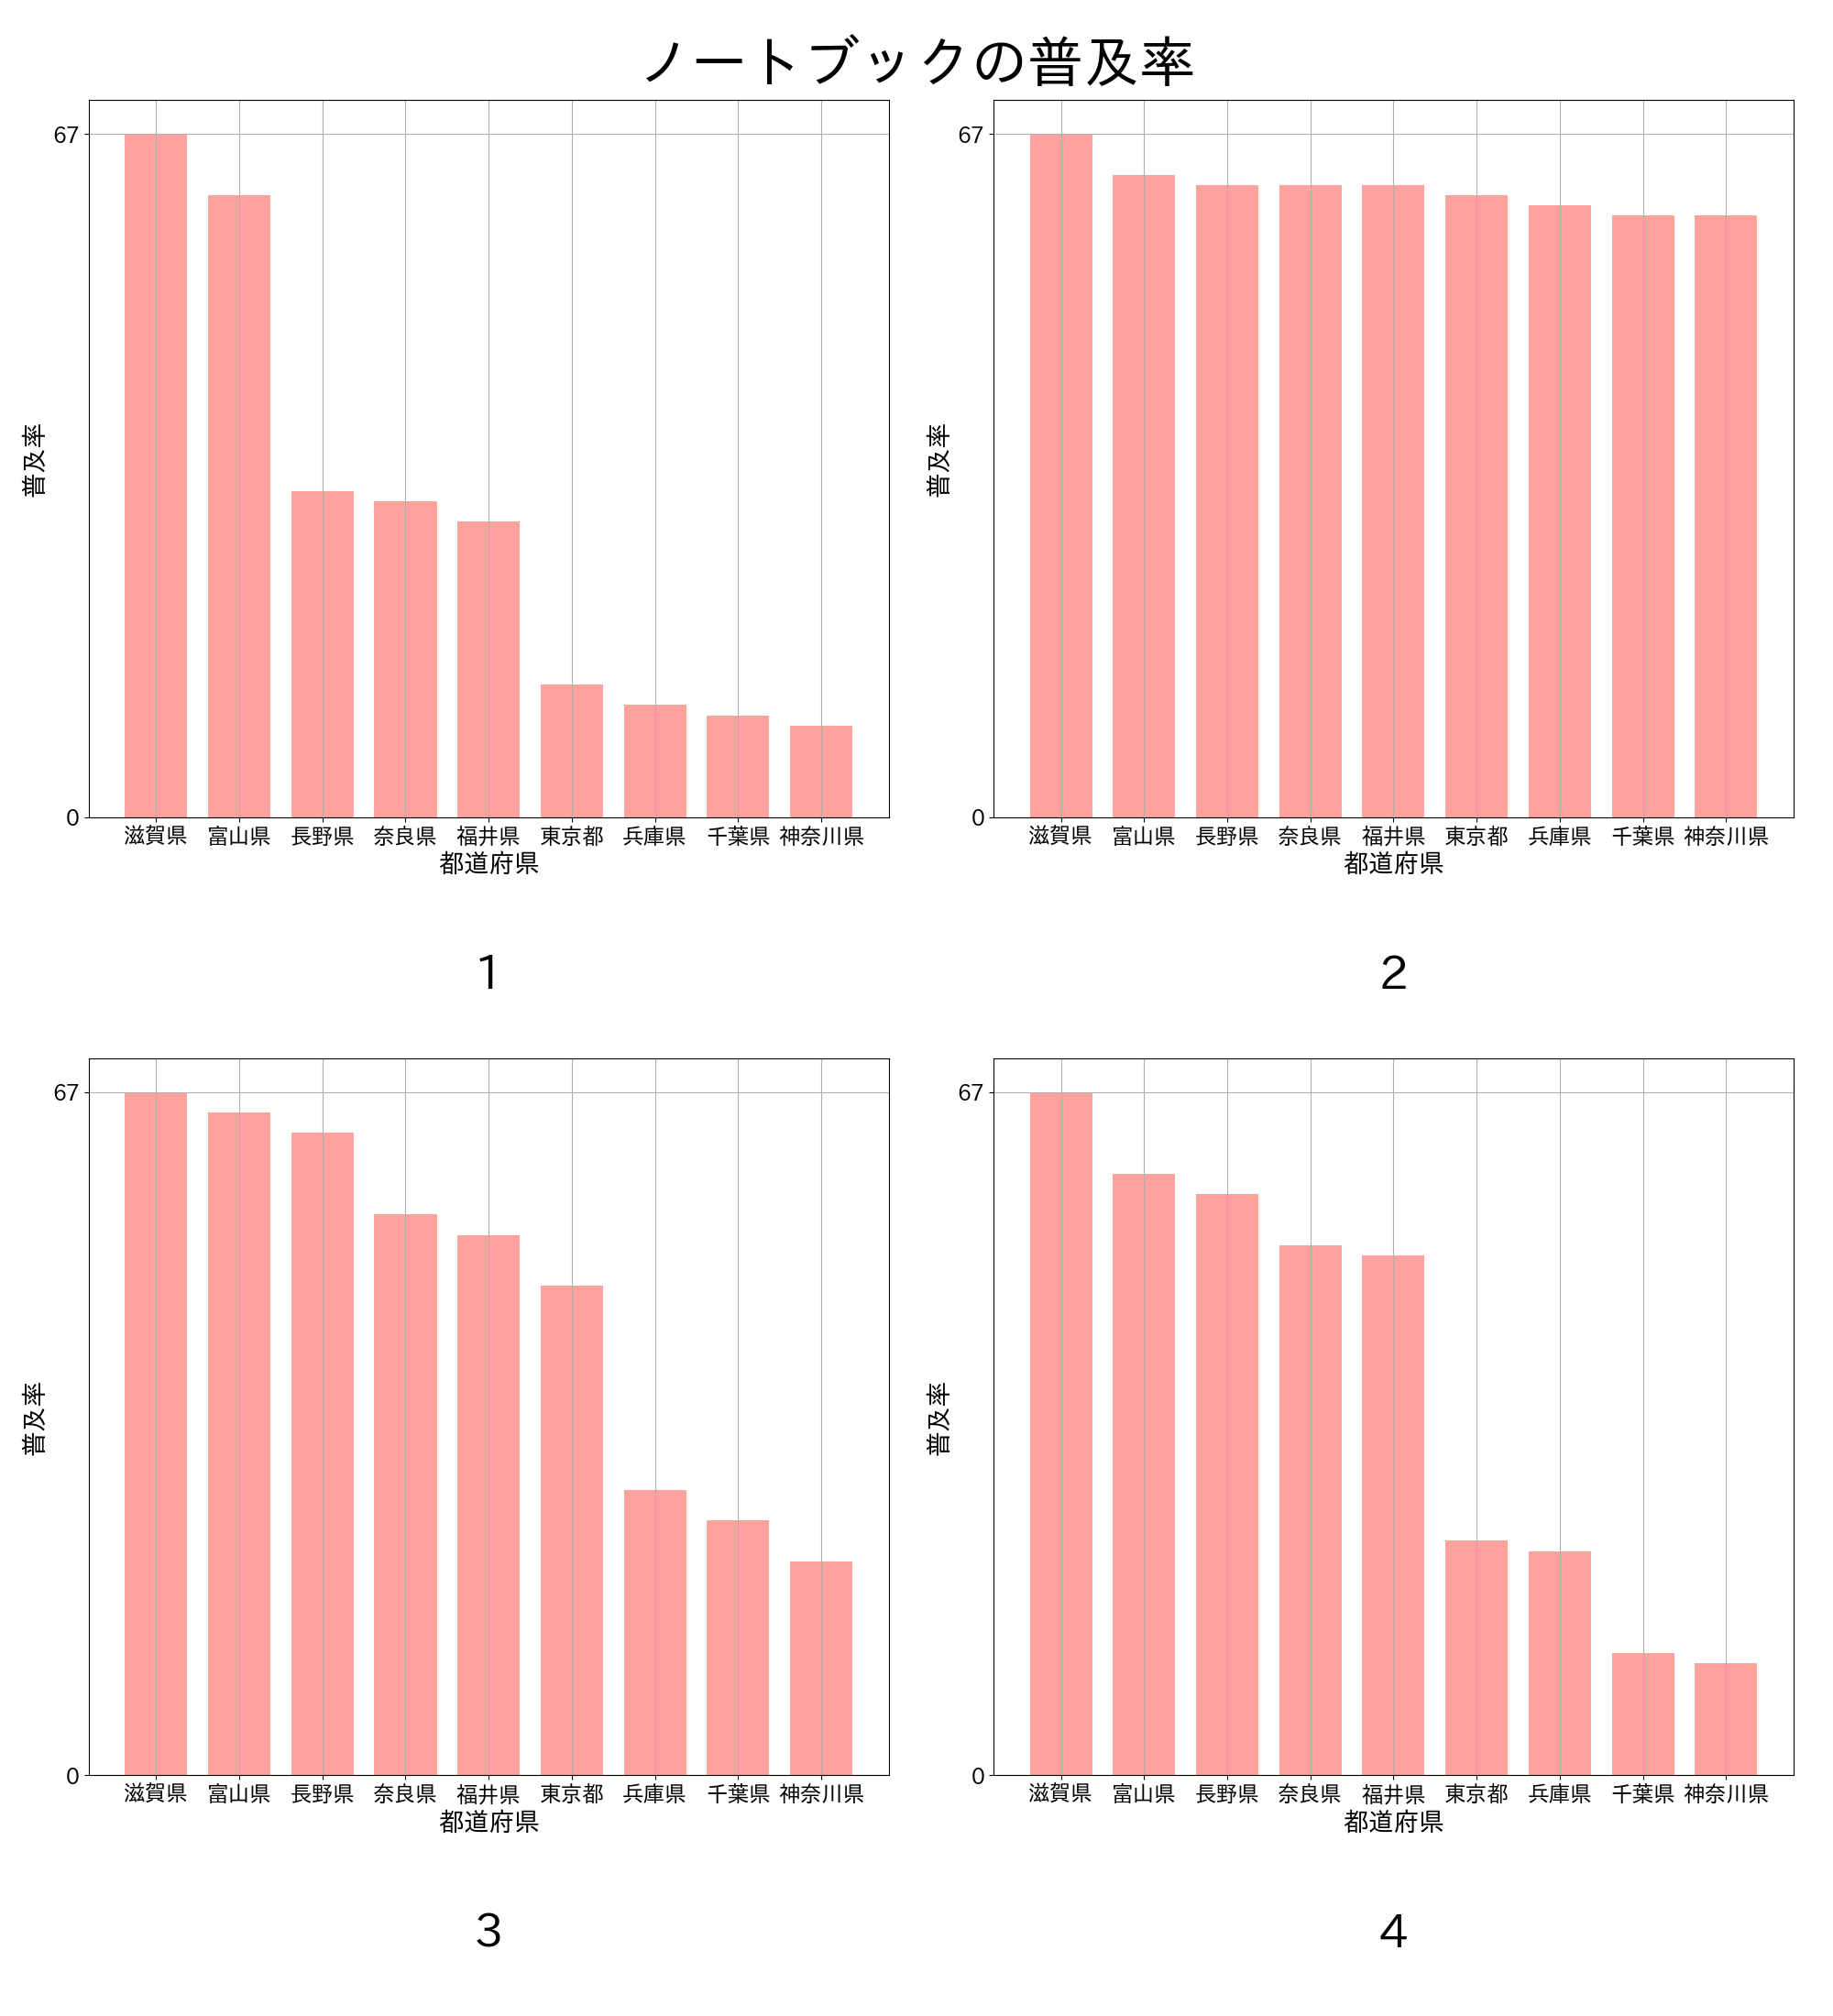 ノートブックの普及率
67
0
普及率
滋賀県 富山県 長野県 奈良県 福井県 東京都 兵庫県 千葉県 神奈川県
都道府県
1
67
0
普及率
滋賀県 富山県 長野県 奈良県 福井県 東京都 兵庫県 千葉県 神奈川県
都道府県
2
67
0
普及率
滋賀県 富山県 長野県 奈良県 福井県 東京都 兵庫県 千葉県 神奈川県
都道府県
3
67
0
普及率
滋賀県 富山県 長野県 奈良県 福井県 東京都 兵庫県 千葉県 神奈川県
都道府県
4